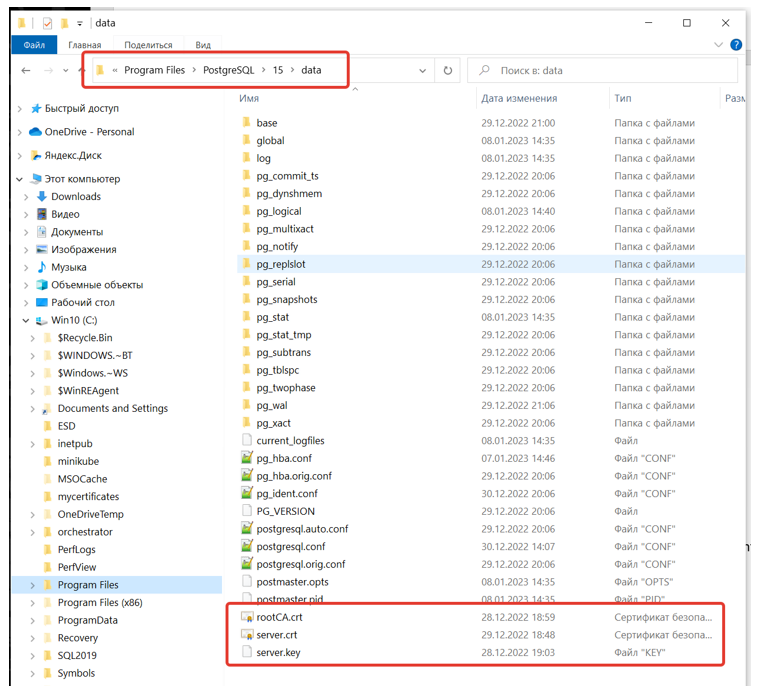 data
Файл Главная Поделиться Вид
« Program Files > PostgreSQL > 15 > data Поиск в: data
Имя Дата изменения Тип Разм
Быстрый доступ
OneDrive - Personal
Яндекс.Диск
Этот компьютер
Downloads
Видео
Документы
Изображения
Музыка
Объемные объекты
Рабочий стол
Win10 (C:)
$Recycle.Bin
$WINDOWS.~BT
$Windows.~WS
$WinREAgent
Documents and Settings
ESD
inetpub
minikube
MSOCache
mycertificates
OneDriveTemp
orchestrator
PerfLogs
PerfView
Program Files
Program Files (x86)
ProgramData
Recovery
SQL2019
Symbols
base 29.12.2022 21:00 Папка с файлами
global 08.01.2023 14:35 Папка с файлами
log 08.01.2023 14:35 Папка с файлами
pg_commit_ts 29.12.2022 20:06 Папка с файлами
pg_dynshmem 29.12.2022 20:06 Папка с файлами
pg_logical 08.01.2023 14:40 Папка с файлами
pg_multixact 29.12.2022 20:06 Папка с файлами
pg_notify 08.01.2023 14:35 Папка с файлами
pg_replslot 29.12.2022 20:06 Папка с файлами
pg_serial 29.12.2022 20:06 Папка с файлами
pg_snapshots 29.12.2022 20:06 Папка с файлами
pg_stat 08.01.2023 14:35 Папка с файлами
pg_stat_tmp 29.12.2022 20:06 Папка с файлами
pg_subtrans 29.12.2022 20:06 Папка с файлами
pg_tblspc 29.12.2022 20:06 Папка с файлами
pg_twophase 29.12.2022 20:06 Папка с файлами
pg_wal 29.12.2022 21:06 Папка с файлами
pg_xact 29.12.2022 20:06 Папка с файлами
current_logfiles 08.01.2023 14:35 Файл
pg_hba.conf 07.01.2023 14:46 Файл "CONF"
pg_hba.orig.conf 29.12.2022 20:06 Файл "CONF"
pg_ident.conf 30.12.2022 20:06 Файл "CONF"
PG_VERSION 29.12.2022 20:06 Файл
postgresql.auto.conf 29.12.2022 20:06 Файл "CONF"
postgresql.conf 30.12.2022 14:07 Файл "CONF"
postgresql.orig.conf 29.12.2022 20:06 Файл "CONF"
postmaster.opts 08.01.2023 14:35 Файл "OPTS"
postmaster.pid 08.01.2023 14:35 Файл "PID"
rootCA.crt 28.12.2022 18:59 Сертификат безопа...
server.crt 29.12.2022 18:48 Сертификат безопа...
server.key 28.12.2022 19:03 Файл "KEY"